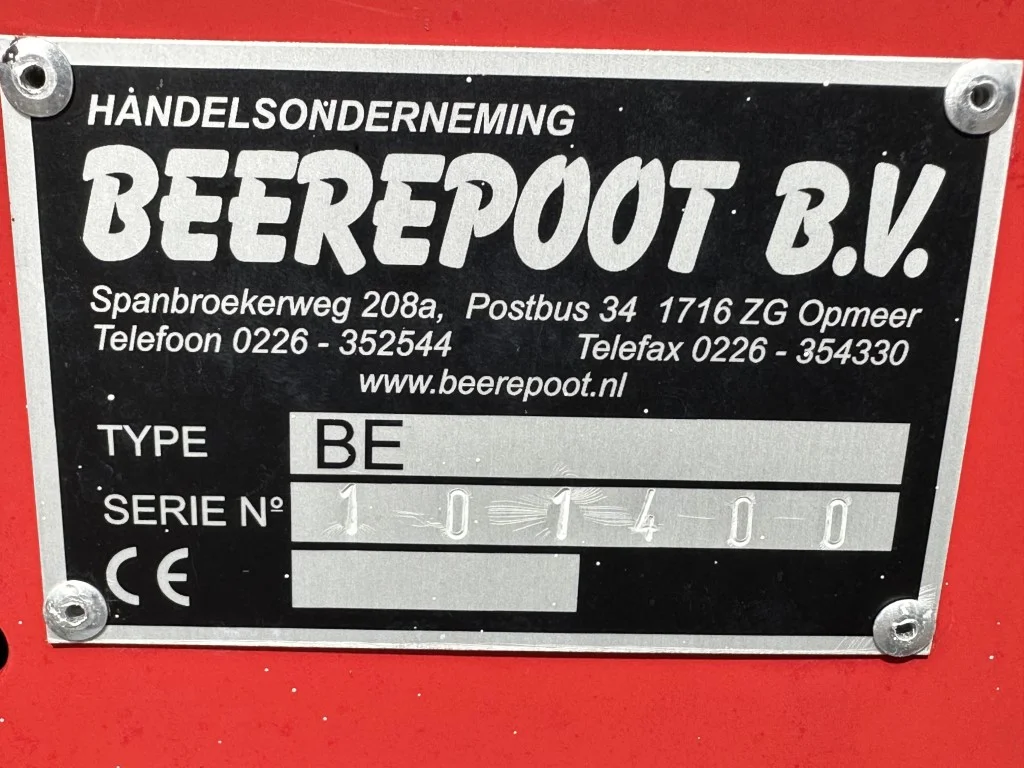 HANDELSONDERNEMING
BEEREPOOT B.V.
Spanbroekerweg 208a, Postbus 34 1716 ZG Opmeer
Telefoon 0226 - 352544 Telefax 0226 - 354330
www.beerepoot.nl
TYPE BE
SERIE Nº 101400
CE